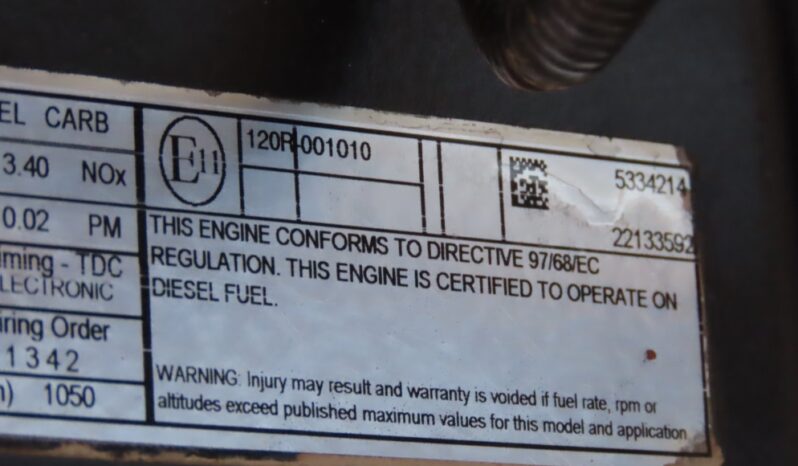 EL CARB
3.40 NOx
0.02 PM
iming - TDC
LECTRONIC
iring Order
1 3 4 2
) 1050
E11
120R-001010
5334214
22133592
THIS ENGINE CONFORMS TO DIRECTIVE 97/68/EC
REGULATION. THIS ENGINE IS CERTIFIED TO OPERATE ON
DIESEL FUEL.
WARNING: Injury may result and warranty is voided if fuel rate, rpm or
altitudes exceed published maximum values for this model and application